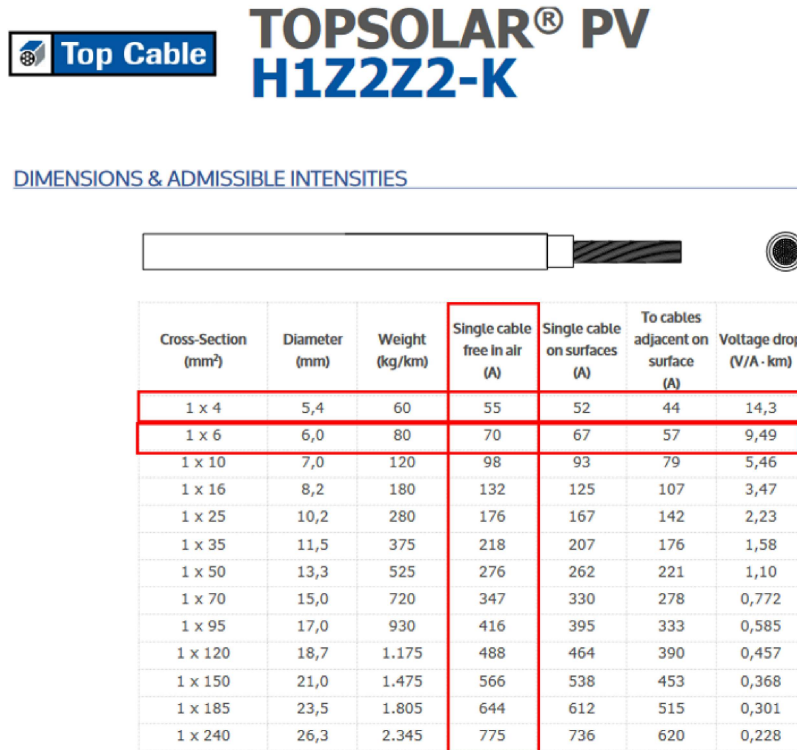 Top Cable
TOPSOLAR® PV
H1Z2Z2-K
DIMENSIONS & ADMISSIBLE INTENSITIES
Cross-Section (mm²) Diameter (mm) Weight (kg/km) Single cable free in air (A) Single cable on surfaces (A) To cables adjacent on surface (A) Voltage drop (V/A · km)
1 x 4 5,4 60 55 52 44 14,3
1 x 6 6,0 80 70 67 57 9,49
1 x 10 7,0 120 98 93 79 5,46
1 x 16 8,2 180 132 125 107 3,47
1 x 25 10,2 280 176 167 142 2,23
1 x 35 11,5 375 218 207 176 1,58
1 x 50 13,3 525 276 262 221 1,10
1 x 70 15,0 720 347 330 278 0,772
1 x 95 17,0 930 416 395 333 0,585
1 x 120 18,7 1.175 488 464 390 0,457
1 x 150 21,0 1.475 566 538 453 0,368
1 x 185 23,5 1.805 644 612 515 0,301
1 x 240 26,3 2.345 775 736 620 0,228